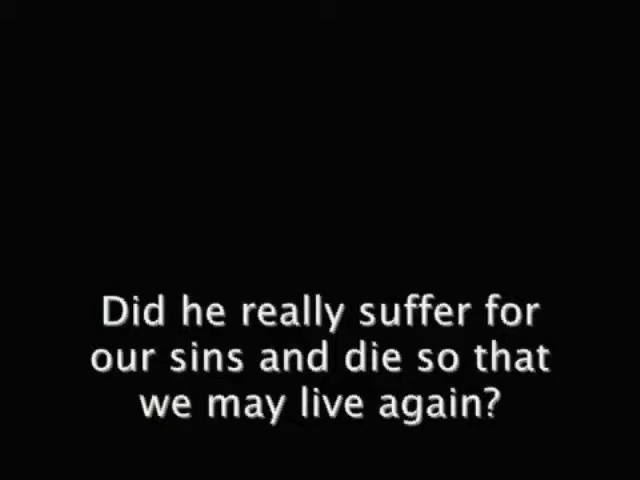 Did he really suffer for
our sins and die so that
we may live again?